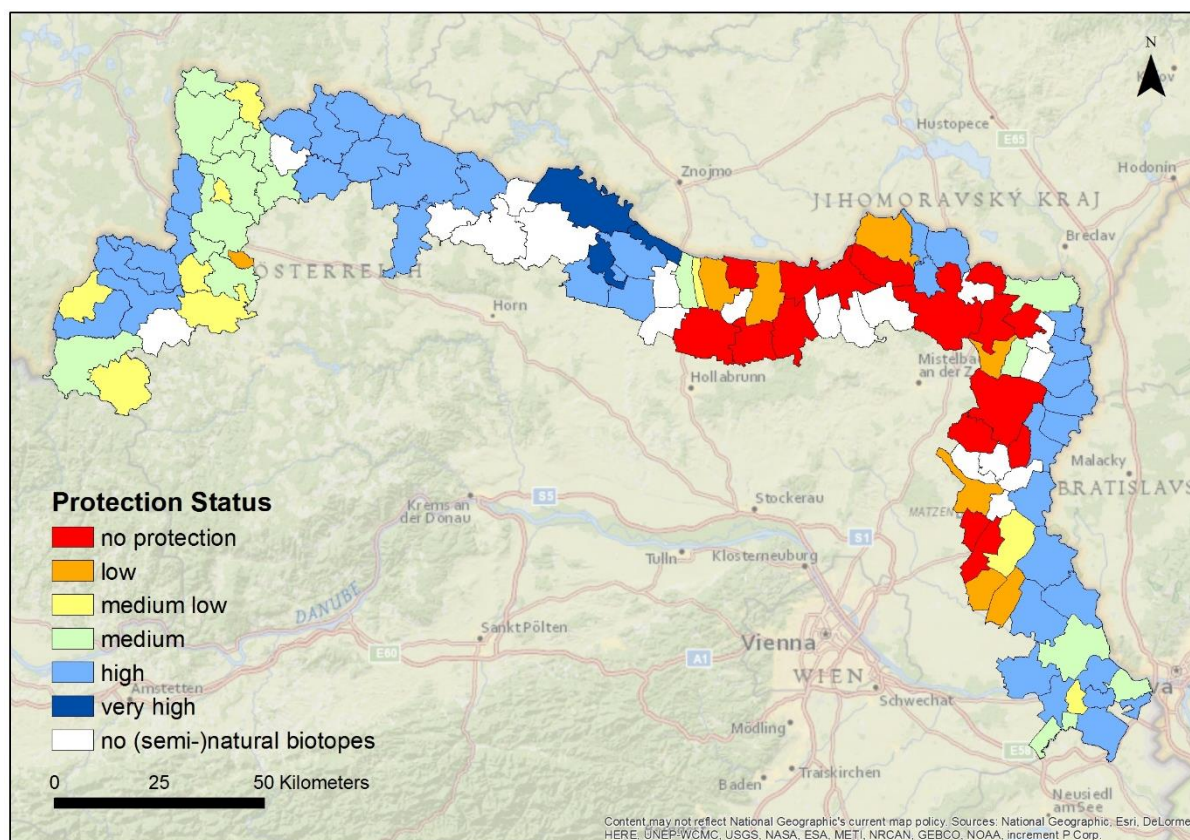 N
Hustopece
E65
Znojmo
Hodonín
JIHOMORAVSKÝ KRAJ
Breclav
ÖSTERREICH
Horn
Mistelbach
an der Z
Hollabrunn
Malacky
BRATISLAVS
Protection Status
no protection
low
medium low
medium
high
very high
no (semi-)natural biotopes
0 25 50 Kilometers
Krems
an der Donau
S5
Stockerau
MATZEN
Tulln
Klosterneuburg
S1
DANUBE
Sankt Pölten
E60
A1
Vienna
WIEN
Schwechat
Amstetten
Mödling
E58
Baden
Traiskirchen
Neusiedl
am See
va
Content may not reflect National Geographic's current map policy. Sources: National Geographic, Esri, DeLorme,
HERE, UNEP-WCMC, USGS, NASA, ESA, METI, NRCAN, GEBCO, NOAA, increment P Corp.